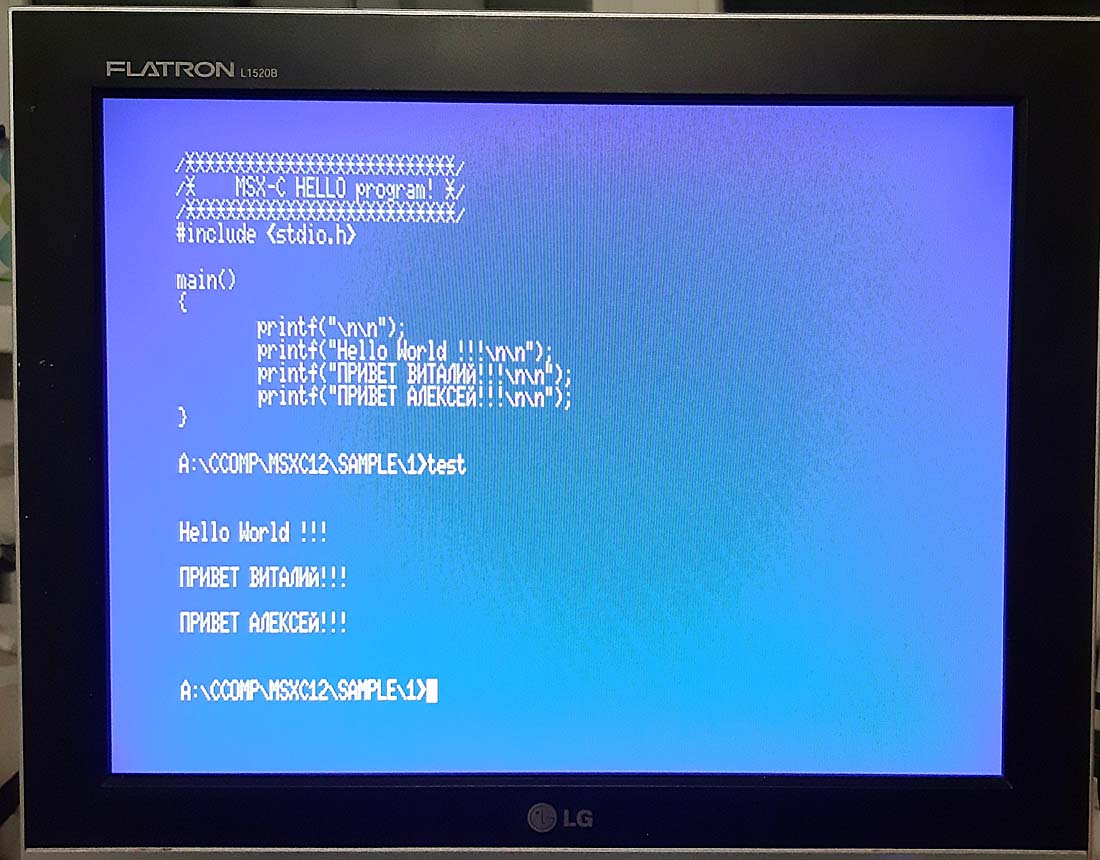 FLATRON L1520B
/***************************/
/*    MSX-C HELLO program! */
/***************************/
#include <stdio.h>
main()
{
printf("\n\n");
printf("Hello World !!!\n\n");
printf("ПРИВЕТ ВИТАЛИй!!!\n\n");
printf("ПРИВЕТ АЛЕКСЕй!!!\n\n");
}
A:\CCOMP\MSXC12\SAMPLE\1>test
Hello World !!!
ПРИВЕТ ВИТАЛИй!!!
ПРИВЕТ АЛЕКСЕй!!!
A:\CCOMP\MSXC12\SAMPLE\1>
LG